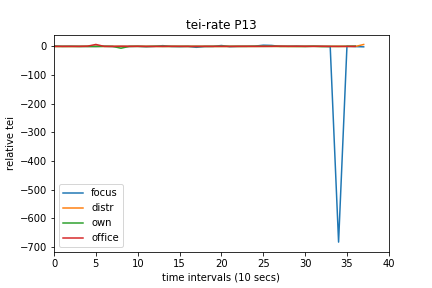 tei-rate P13
relative tei
0
−100
−200
−300
−400
−500
−600
−700
focus
distr
own
office
0 5 10 15 20 25 30 35 40
time intervals (10 secs)